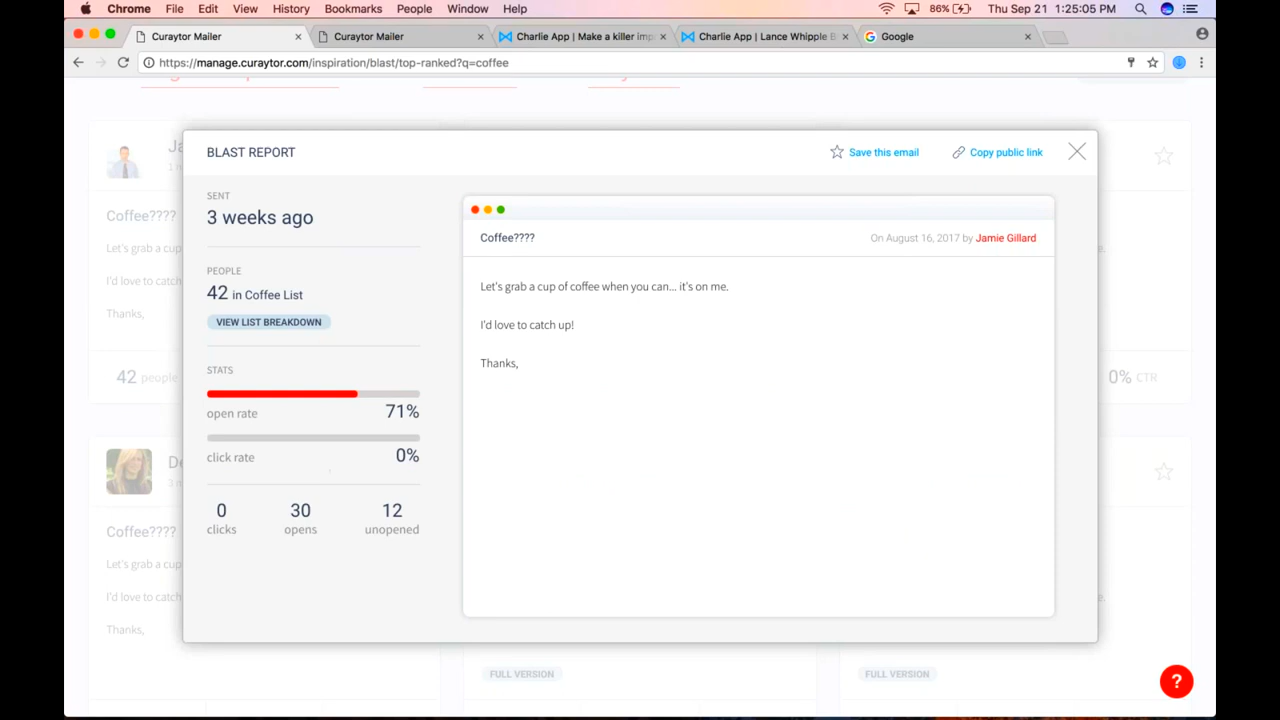 Chrome File Edit View History Bookmarks People Window Help 86% Thu Sep 21 1:25:05 PM
Curaytor Mailer Curaytor Mailer Charlie App | Make a killer imp Charlie App | Lance Whipple B Google
https://manage.curaytor.com/inspiration/blast/top-ranked?q=coffee
BLAST REPORT
Save this email Copy public link
SENT
3 weeks ago
PEOPLE
42 in Coffee List
VIEW LIST BREAKDOWN
STATS
open rate 71%
click rate 0%
0 30 12
clicks opens unopened
Coffee????
On August 16, 2017 by Jamie Gillard
Let's grab a cup of coffee when you can... it's on me.
I'd love to catch up!
Thanks,
Ja
Coffee????
Let's grab a cup
I'd love to catch
Thanks,
42 people
0% CTR
De
Coffee????
Let's grab a cup
I'd love to catch
Thanks,
FULL VERSION FULL VERSION
?